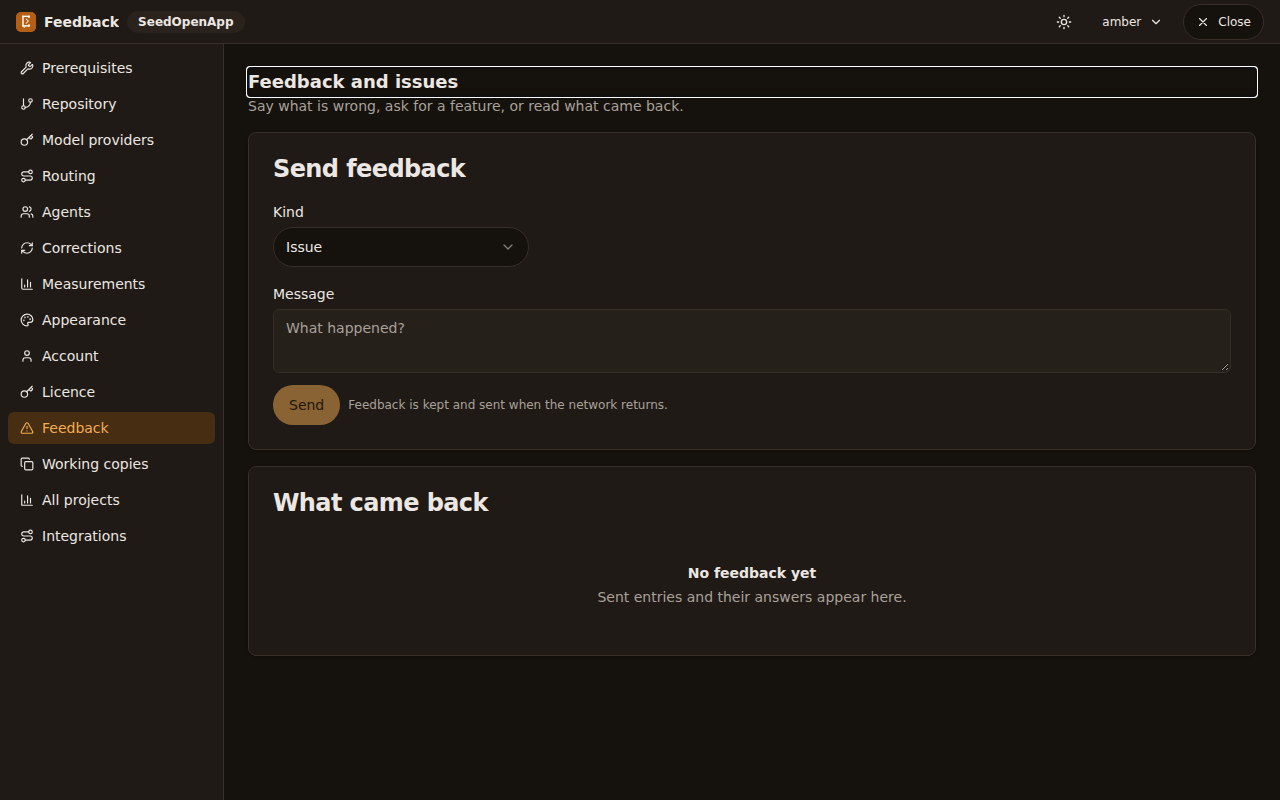 Feedback SeedOpenApp
amber
Close
Prerequisites
Repository
Model providers
Routing
Agents
Corrections
Measurements
Appearance
Account
Licence
Feedback
Working copies
All projects
Integrations
Feedback and issues
Say what is wrong, ask for a feature, or read what came back.
Send feedback
Kind
Issue
Message
What happened?
Send
Feedback is kept and sent when the network returns.
What came back
No feedback yet
Sent entries and their answers appear here.